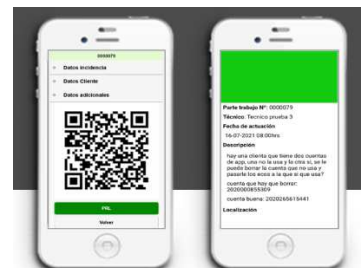 0000079
Datos incidencia
Datos Cliente
Datos adicionales
PRL
Volver
Parte trabajo Nº: 0000079
Técnico: Tecnico prueba 3
Fecha de actuación
16-07-2021 08:00hrs
Descripción
hay una clienta que tiene dos cuentas
de app, una no la usa y la otra si, se le
puede borrar la cuenta que no usa y
pasarle los ecos a la que si que usa?
cuenta que hay que borrar:
2020000855309
cuenta buena: 2020265615441
Localización